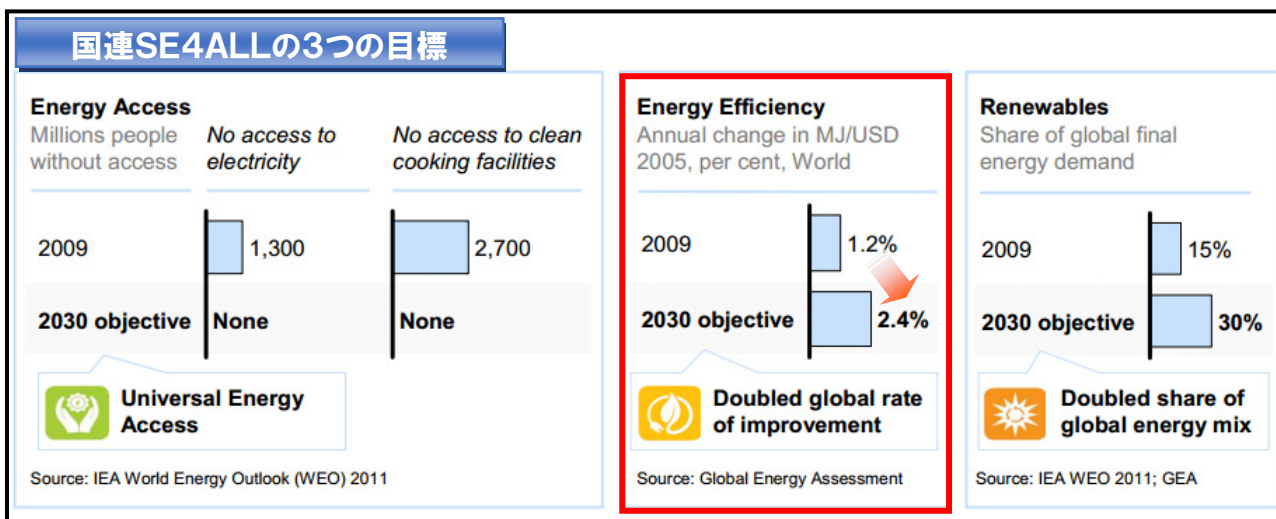 国連SE4ALLの3つの目標
Energy Access
Millions people
without access
No access to
electricity
No access to clean
cooking facilities
2009
1,300
2,700
2030 objective
None
None
Universal Energy
Access
Source: IEA World Energy Outlook (WEO) 2011
Energy Efficiency
Annual change in MJ/USD
2005, per cent, World
2009
1.2%
2030 objective
2.4%
Doubled global rate
of improvement
Source: Global Energy Assessment
Renewables
Share of global final
energy demand
2009
15%
2030 objective
30%
Doubled share of
global energy mix
Source: IEA WEO 2011; GEA